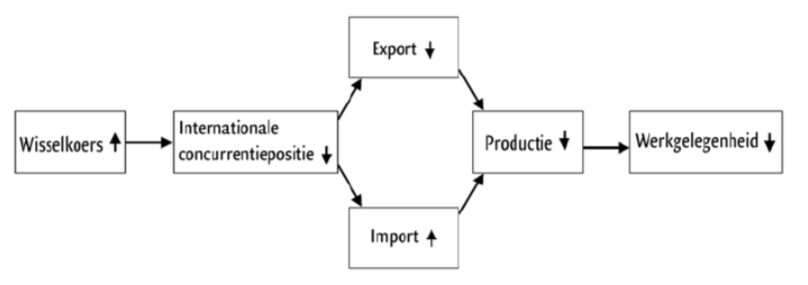 Export ↓
Wisselkoers ↑
Internationale
concurrentiepositie ↓
Productie ↓
Werkgelegenheid ↓
Import ↑